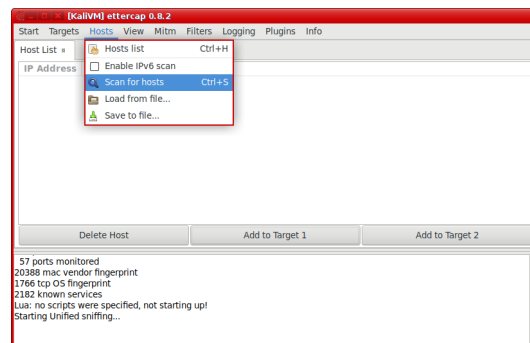 [KaliVM] ettercap 0.8.2
Start Targets Hosts View Mitm Filters Logging Plugins Info
Host List
Hosts list Ctrl+H
IP Address
Enable IPv6 scan
Scan for hosts Ctrl+S
Load from file...
Save to file...
Delete Host Add to Target 1 Add to Target 2
57 ports monitored
20388 mac vendor fingerprint
1766 tcp OS fingerprint
2182 known services
Lua: no scripts were specified, not starting up!
Starting Unified sniffing...